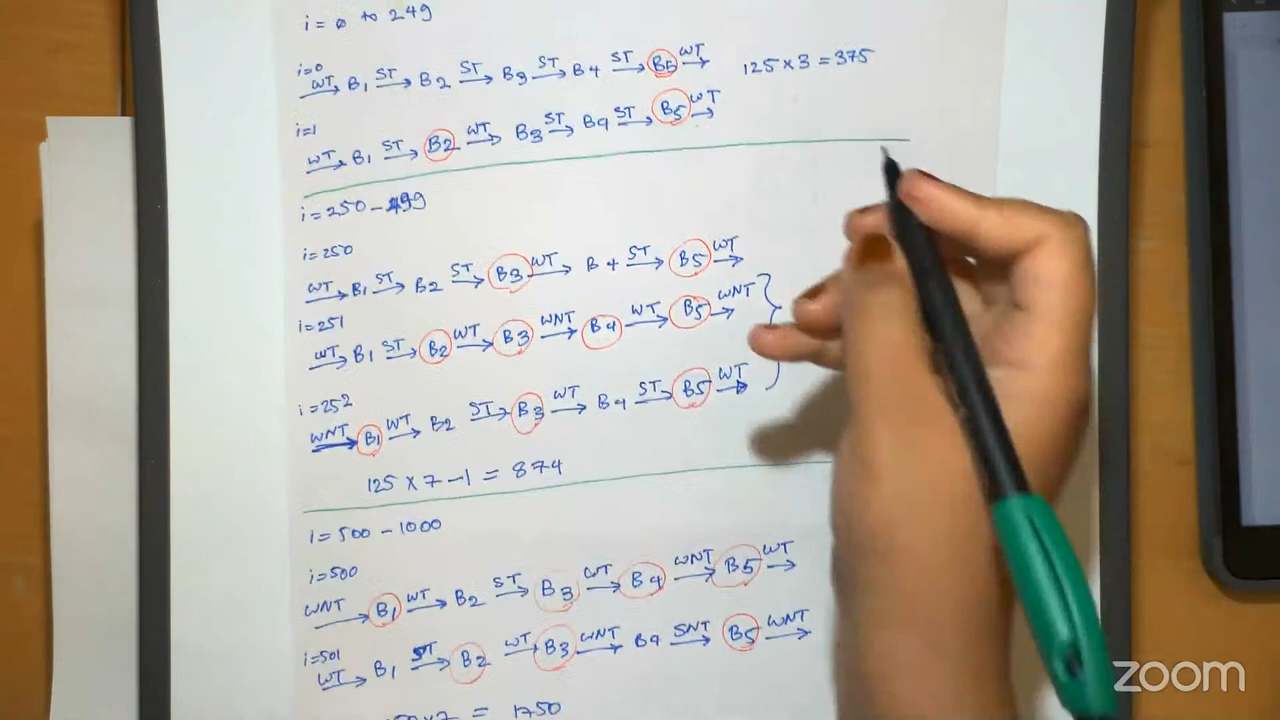 i = 0 to 249
i=0
WT→ B1 ST→ B2 ST→ B3 ST→ B4 ST→ B5 WT→ 125×3 = 375
i=1
WT→ B1 ST→ B2 WT→ B3 ST→ B4 ST→ B5 WT→
i = 250 - 499
i=250
WT→ B1 ST→ B2 ST→ B3 WT→ B4 ST→ B5 WT→
i=251
WT→ B1 ST→ B2 WT→ B3 WNT→ B4 WT→ B5 WNT→
i=252
WNT→ B1 WT→ B2 ST→ B3 WT→ B4 ST→ B5 WT→
125 × 7 - 1 = 874
i = 500 - 1000
i=500
WNT→ B1 WT→ B2 ST→ B3 WT→ B4 WNT→ B5 WT→
i=501
WT→ B1 ST→ B2 WT→ B3 WNT→ B4 SNT→ B5 WNT→
×7 = 1750
zoom